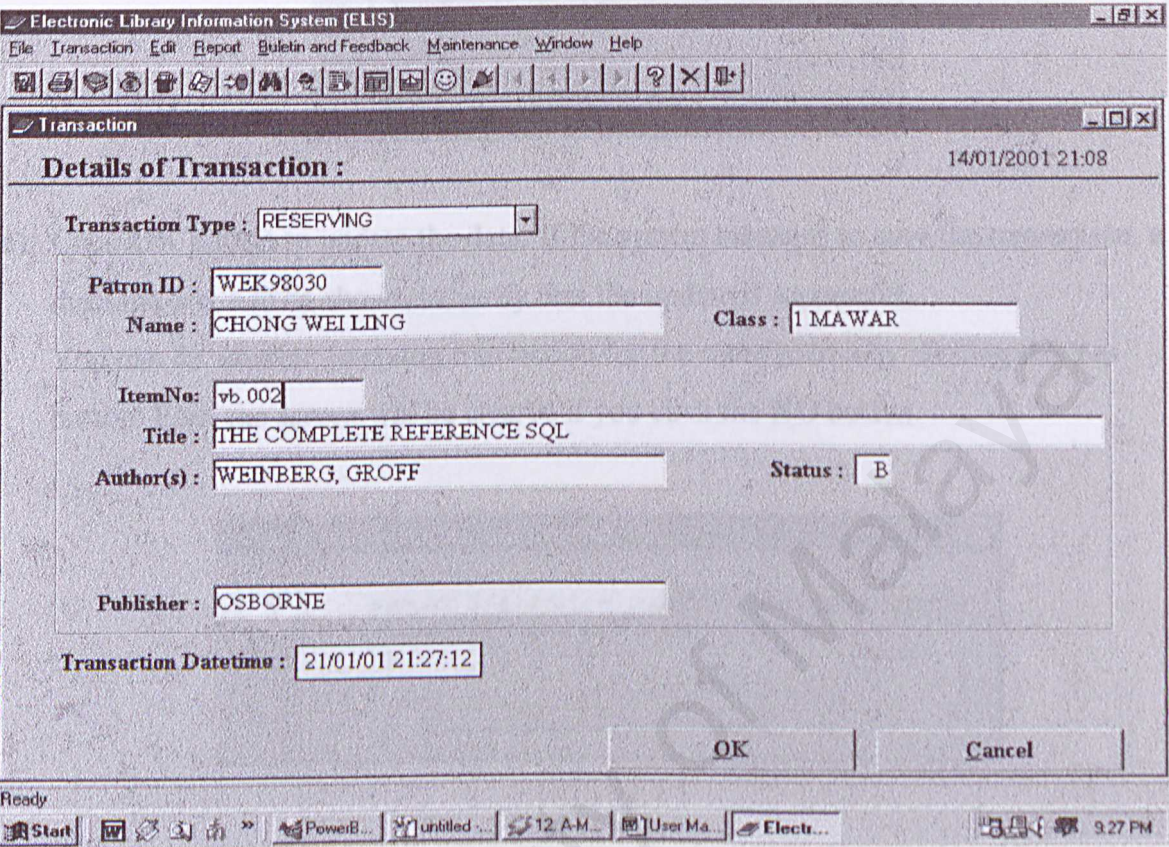 Electronic Library Information System (ELIS)
File Transaction Edit Report Buletin and Feedback Maintenance Window Help
Transaction
Details of Transaction : 14/01/2001 21:08
Transaction Type : RESERVING
Patron ID : WEK98030
Name : CHONG WEI LING Class : 1 MAWAR
ItemNo: vb.002
Title : THE COMPLETE REFERENCE SQL
Author(s) : WEINBERG, GROFF Status : B
Publisher : OSBORNE
Transaction Datetime : 21/01/01 21:27:12
OK Cancel
Ready
Start » PowerB... untitled -... 12. A-M... User Ma... Electr... 9:27 PM
of Malaya